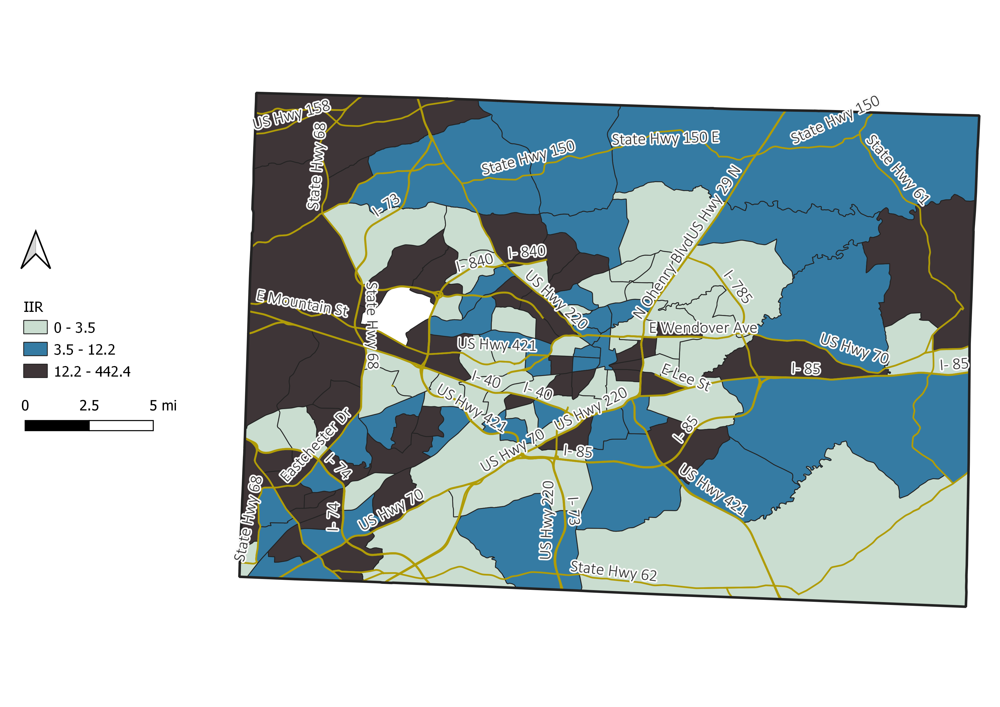 US Hwy 158
State Hwy 150
State Hwy 68
State Hwy 150
State Hwy 150 E
State Hwy 61
I- 73
US Hwy 29 N
I- 840
I- 840
N Ohenry Blvd
US Hwy 220
I- 785
E Mountain St
State Hwy 68
E Wendover Ave
US Hwy 421
US Hwy 70
I- 85
I- 85
I- 40
I- 40
E Lee St
US Hwy 421
US Hwy 220
Eastchester Dr
I- 74
US Hwy 70
I- 85
I- 85
State Hwy 68
I- 74
US Hwy 70
US Hwy 220
I- 73
US Hwy 421
State Hwy 62
IIR
0 - 3.5
3.5 - 12.2
12.2 - 442.4
0 2.5 5 mi